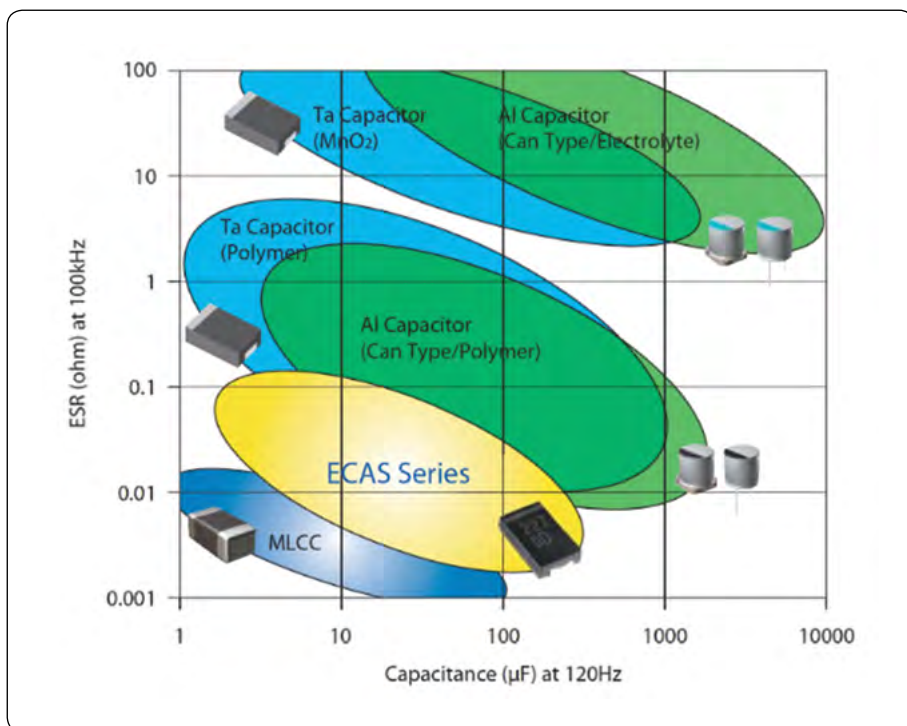 100
10
1
0.1
0.01
0.001
ESR (ohm) at 100kHz
Ta Capacitor
(MnO2)
Al Capacitor
(Can Type/Electrolyte)
Ta Capacitor
(Polymer)
Al Capacitor
(Can Type/Polymer)
ECAS Series
MLCC
1
10
100
1000
10000
Capacitance (μF) at 120Hz